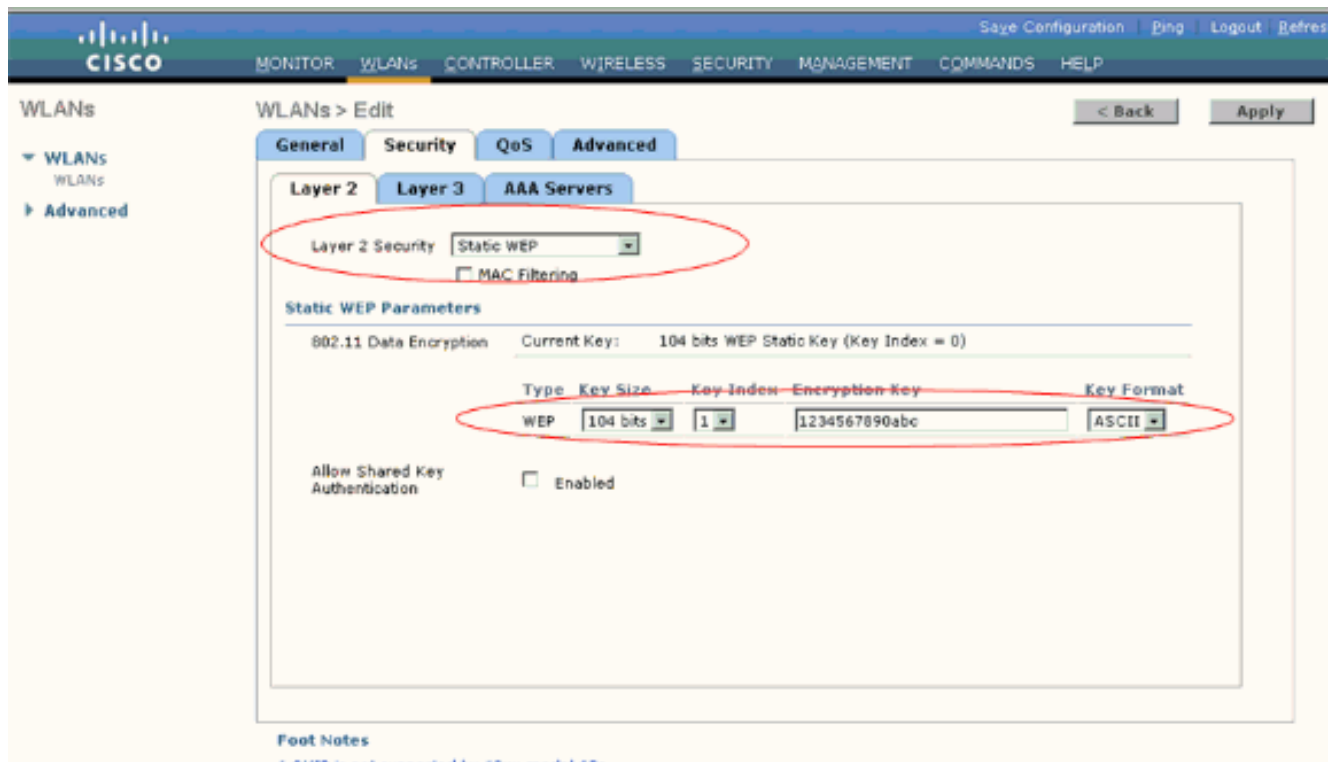 Save Configuration | Ping | Logout | Refres
CISCO
MONITOR WLANs CONTROLLER WIRELESS SECURITY MANAGEMENT COMMANDS HELP
WLANs
WLANs > Edit
< Back
Apply
WLANs
WLANs
Advanced
General
Security
QoS
Advanced
Layer 2
Layer 3
AAA Servers
Layer 2 Security Static WEP
MAC Filtering
Static WEP Parameters
802.11 Data Encryption Current Key: 104 bits WEP Static Key (Key Index = 0)
Type Key Size Key Index Encryption Key Key Format
WEP 104 bits 1 1234567890abc ASCII
Allow Shared Key
Authentication
Enabled
Foot Notes